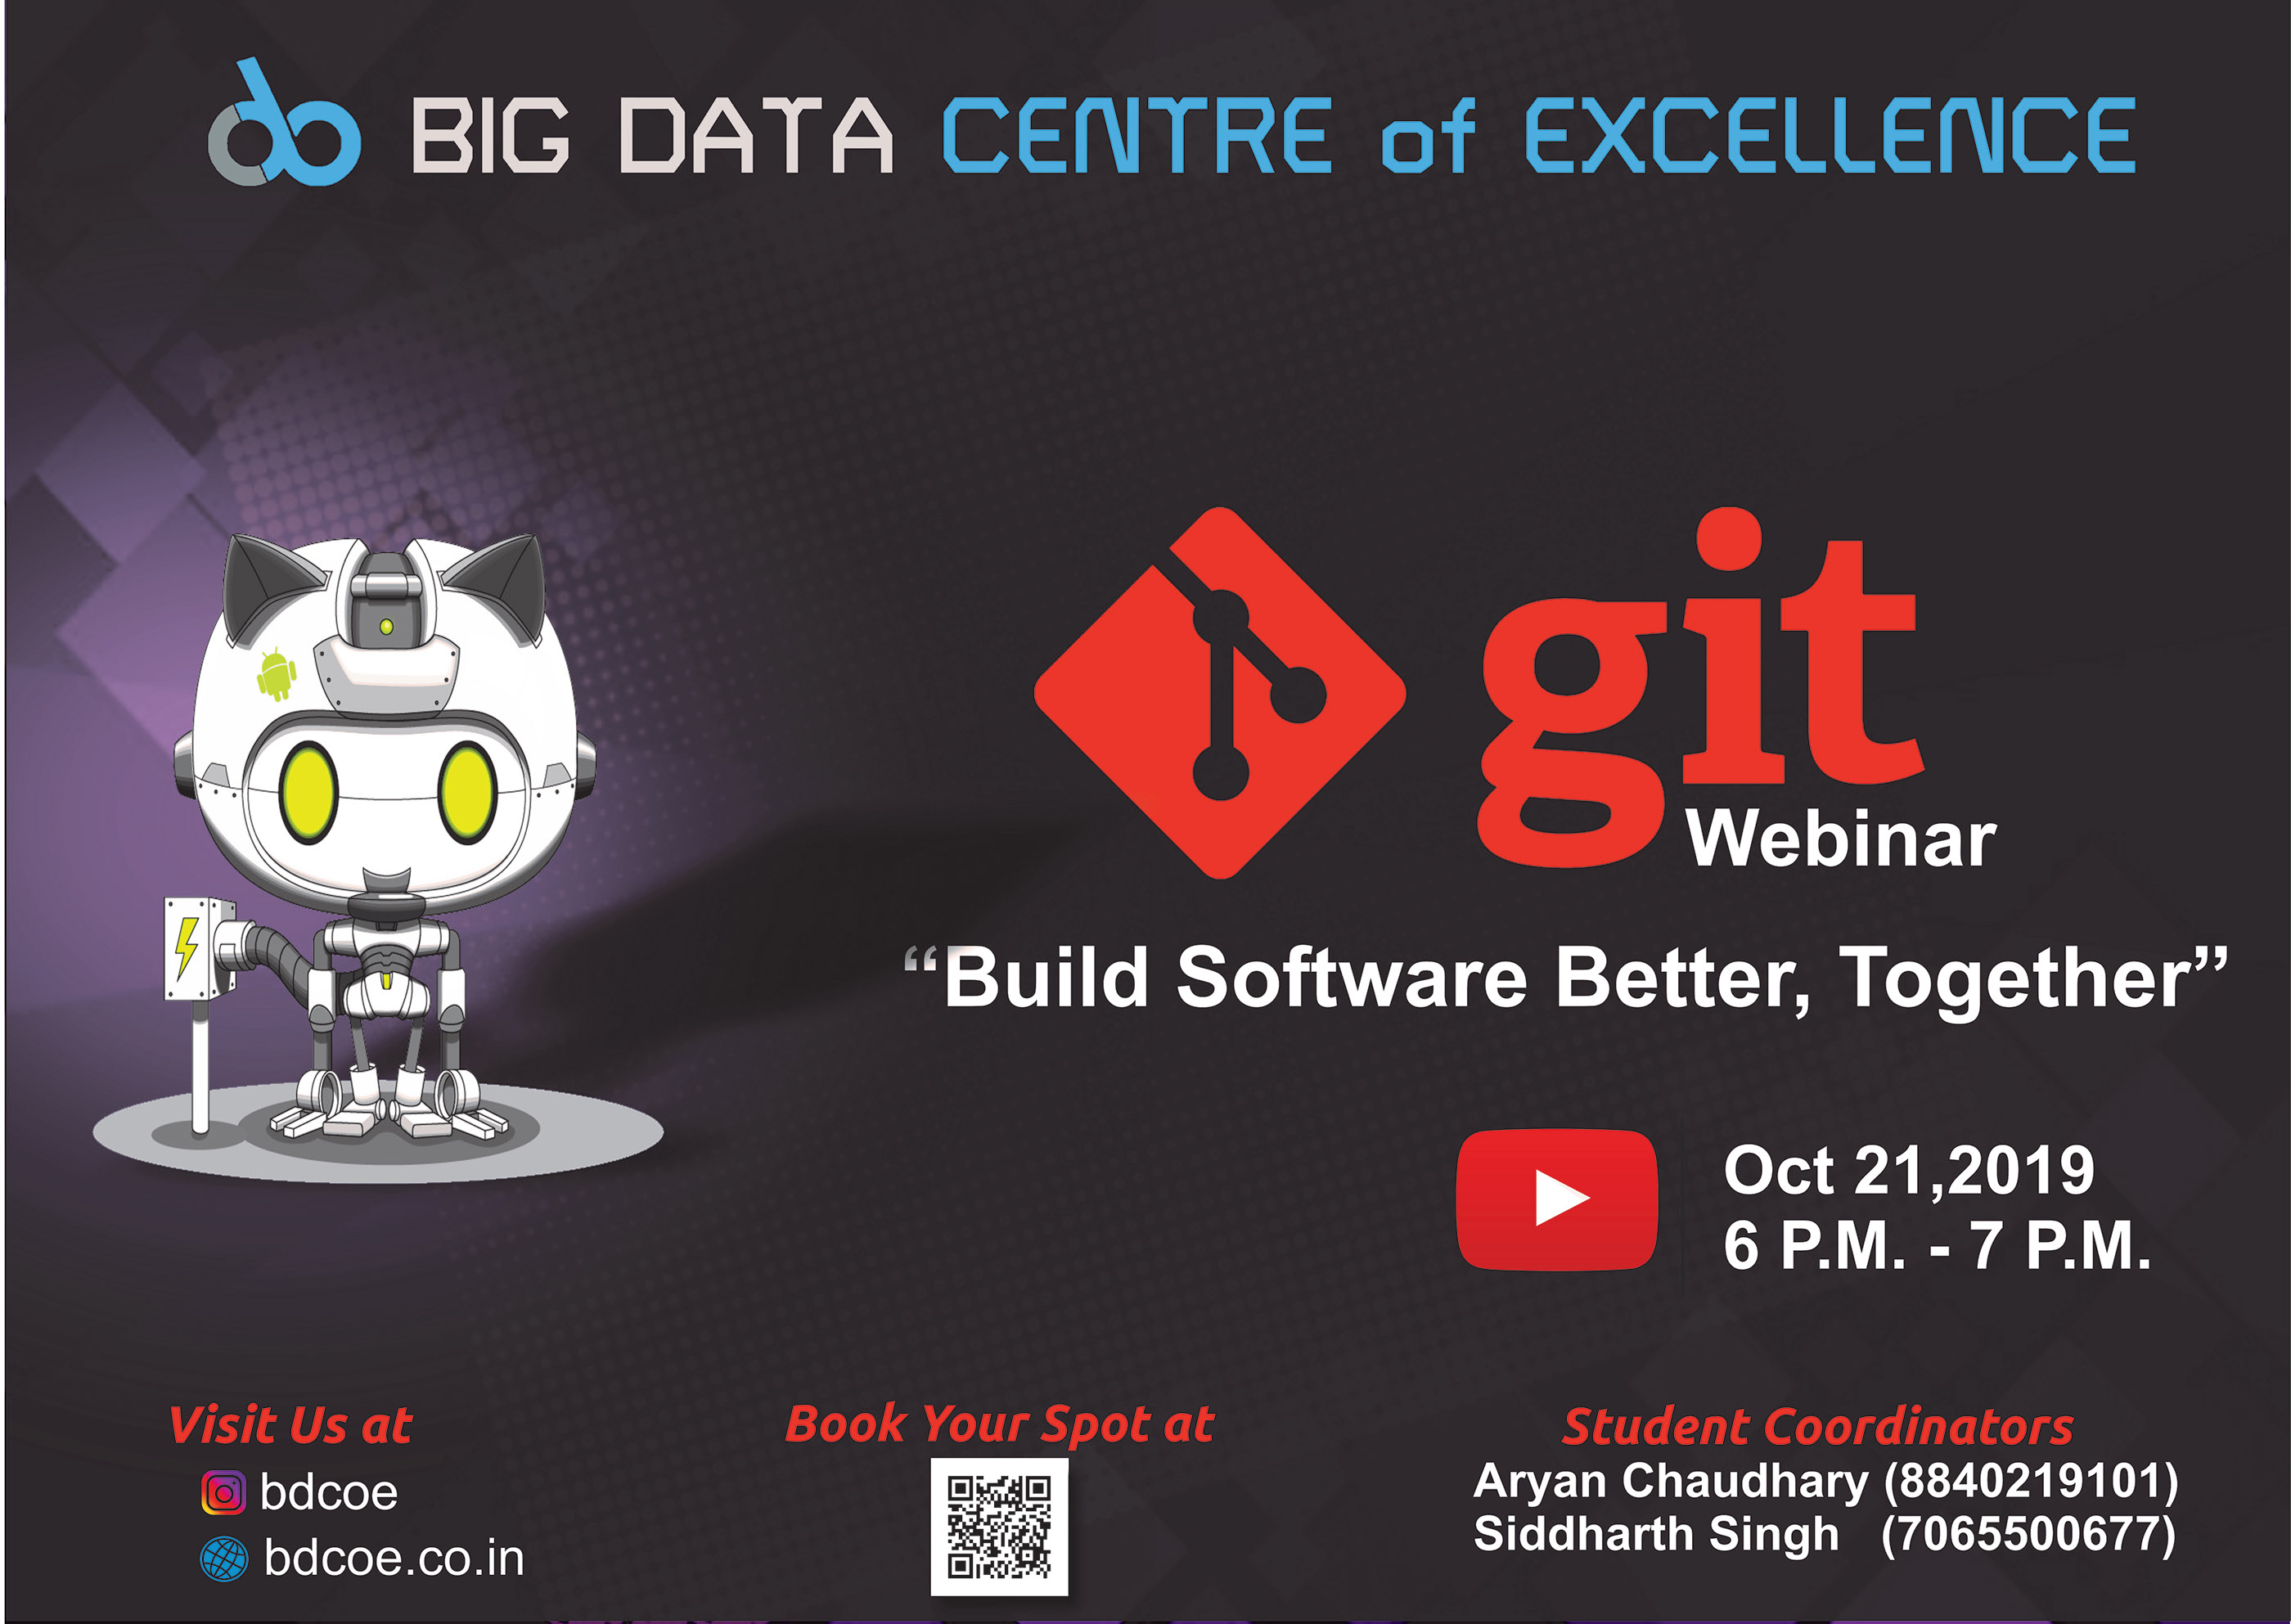 BIG DATA CENTRE of EXCELLENCE
git
Webinar
“Build Software Better, Together”
Oct 21,2019
6 P.M. - 7 P.M.
Visit Us at
bdcoe
bdcoe.co.in
Book Your Spot at
Student Coordinators
Aryan Chaudhary (8840219101)
Siddharth Singh (7065500677)